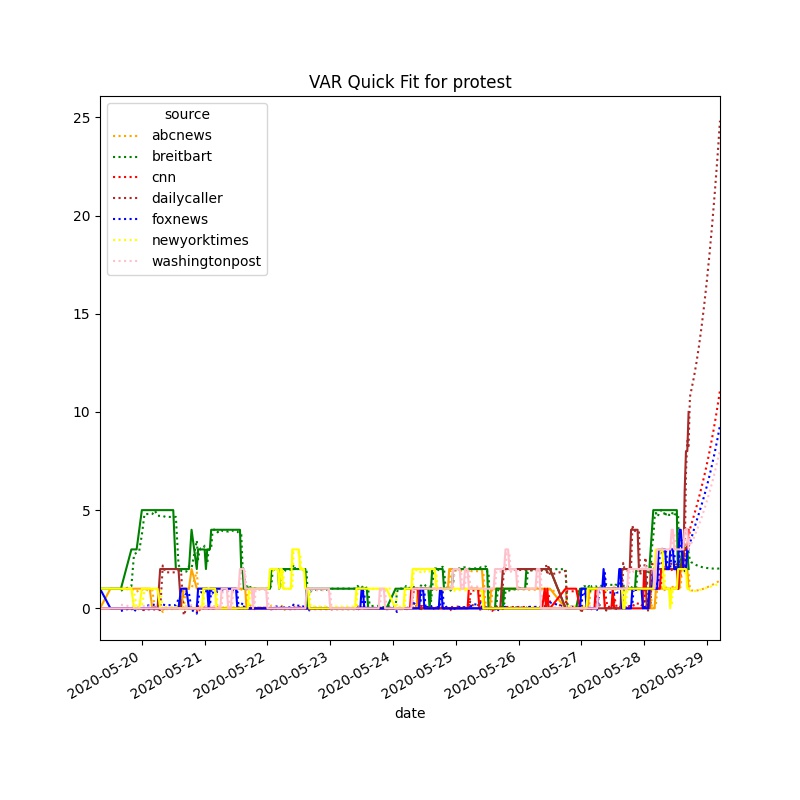 VAR Quick Fit for protest
25
20
15
10
5
0
source
abcnews
breitbart
cnn
dailycaller
foxnews
newyorktimes
washingtonpost
2020-05-20
2020-05-21
2020-05-22
2020-05-23
2020-05-24
2020-05-25
2020-05-26
2020-05-27
2020-05-28
2020-05-29
date